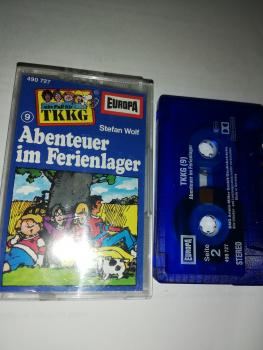 490 727
ein Fall für
TKKG
EUROPA
9
Stefan Wolf
Abenteuer
im Ferienlager
TKKG (9)
Abenteuer im Ferienlager
EUROPA
Seite
2
490 727
STEREO